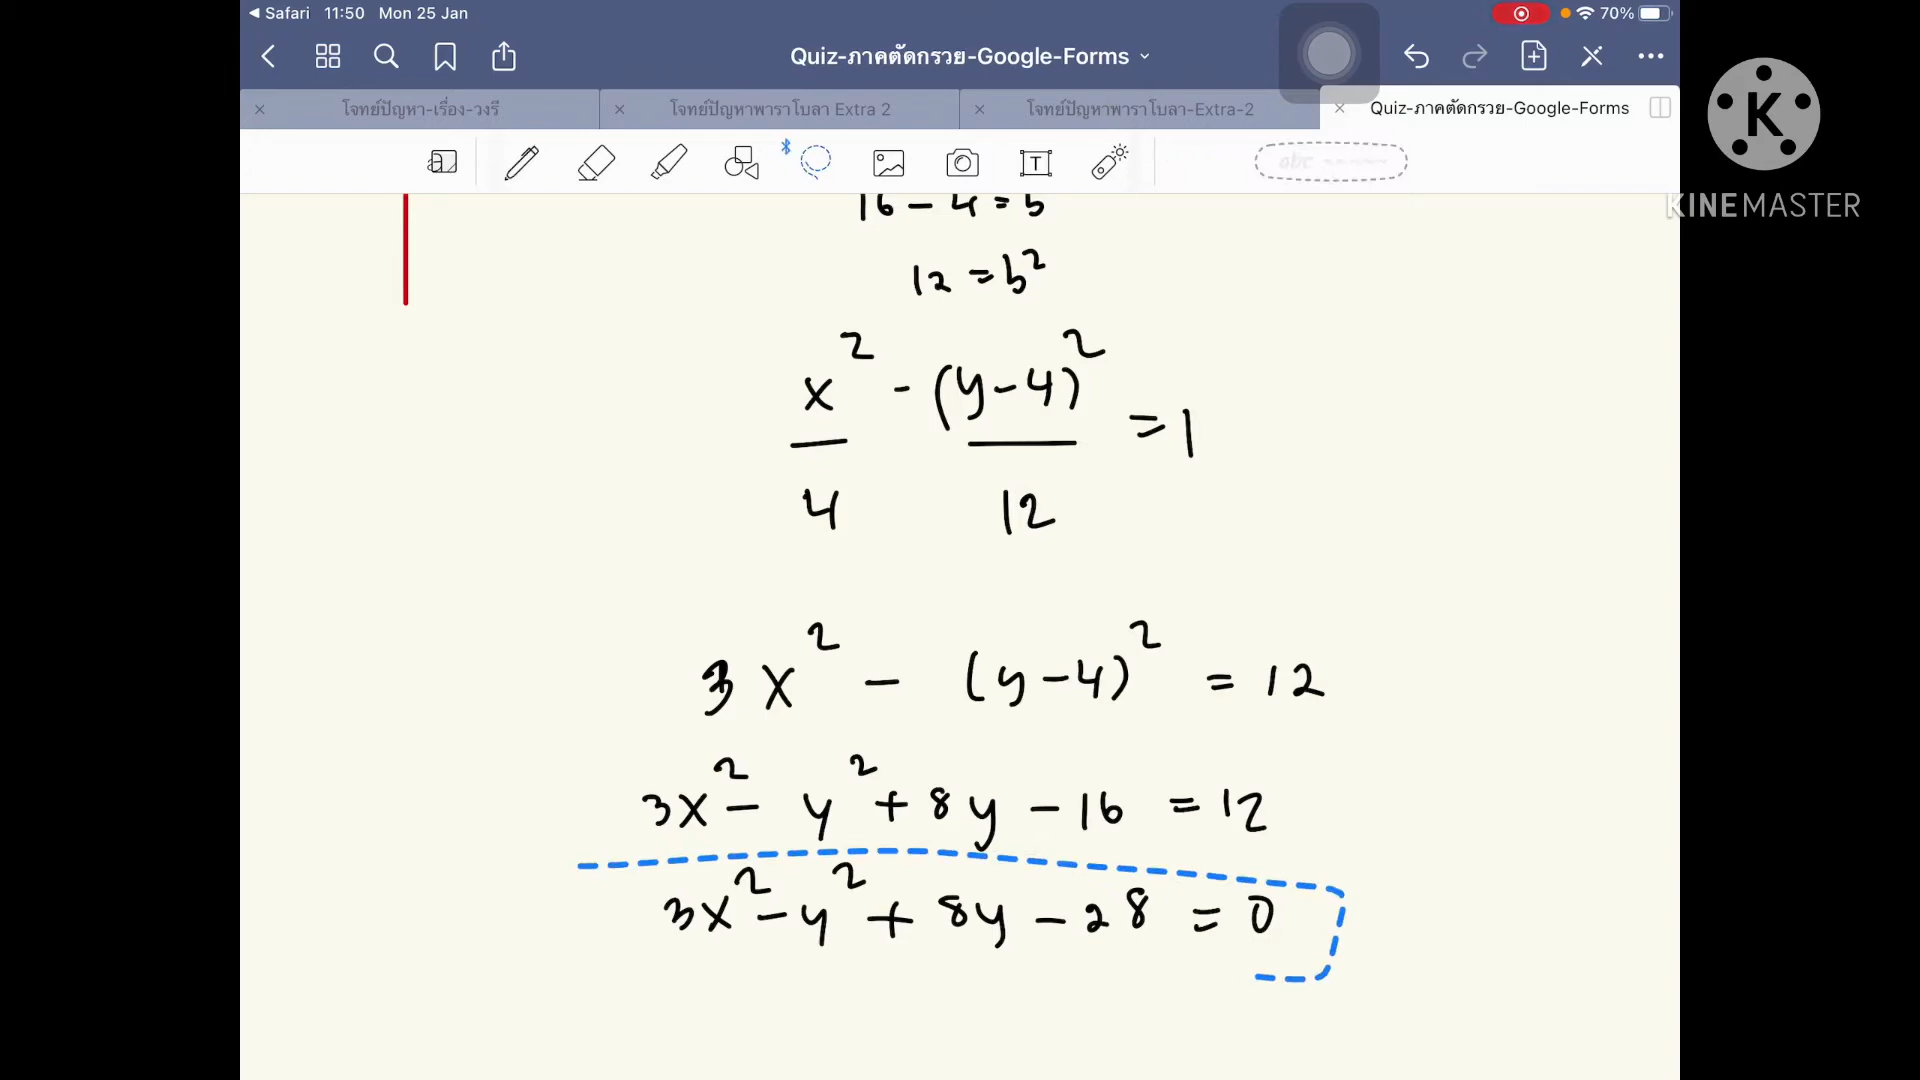 Safari 11:50 Mon 25 Jan 70%
Quiz-ภาคตัดกรวย-Google-Forms
โจทย์ปัญหา-เรื่อง-วงรี
โจทย์ปัญหาพาราโบลา Extra 2
โจทย์ปัญหาพาราโบลา-Extra-2
Quiz-ภาคตัดกรวย-Google-Forms
K
KINEMASTER
a
T
abc
16 - 4 = b
12 = b²
x²/4 - (y-4)²/12 = 1
3x² - (y-4)² = 12
3x² - y² + 8y - 16 = 12
3x² - y² + 8y - 28 = 0